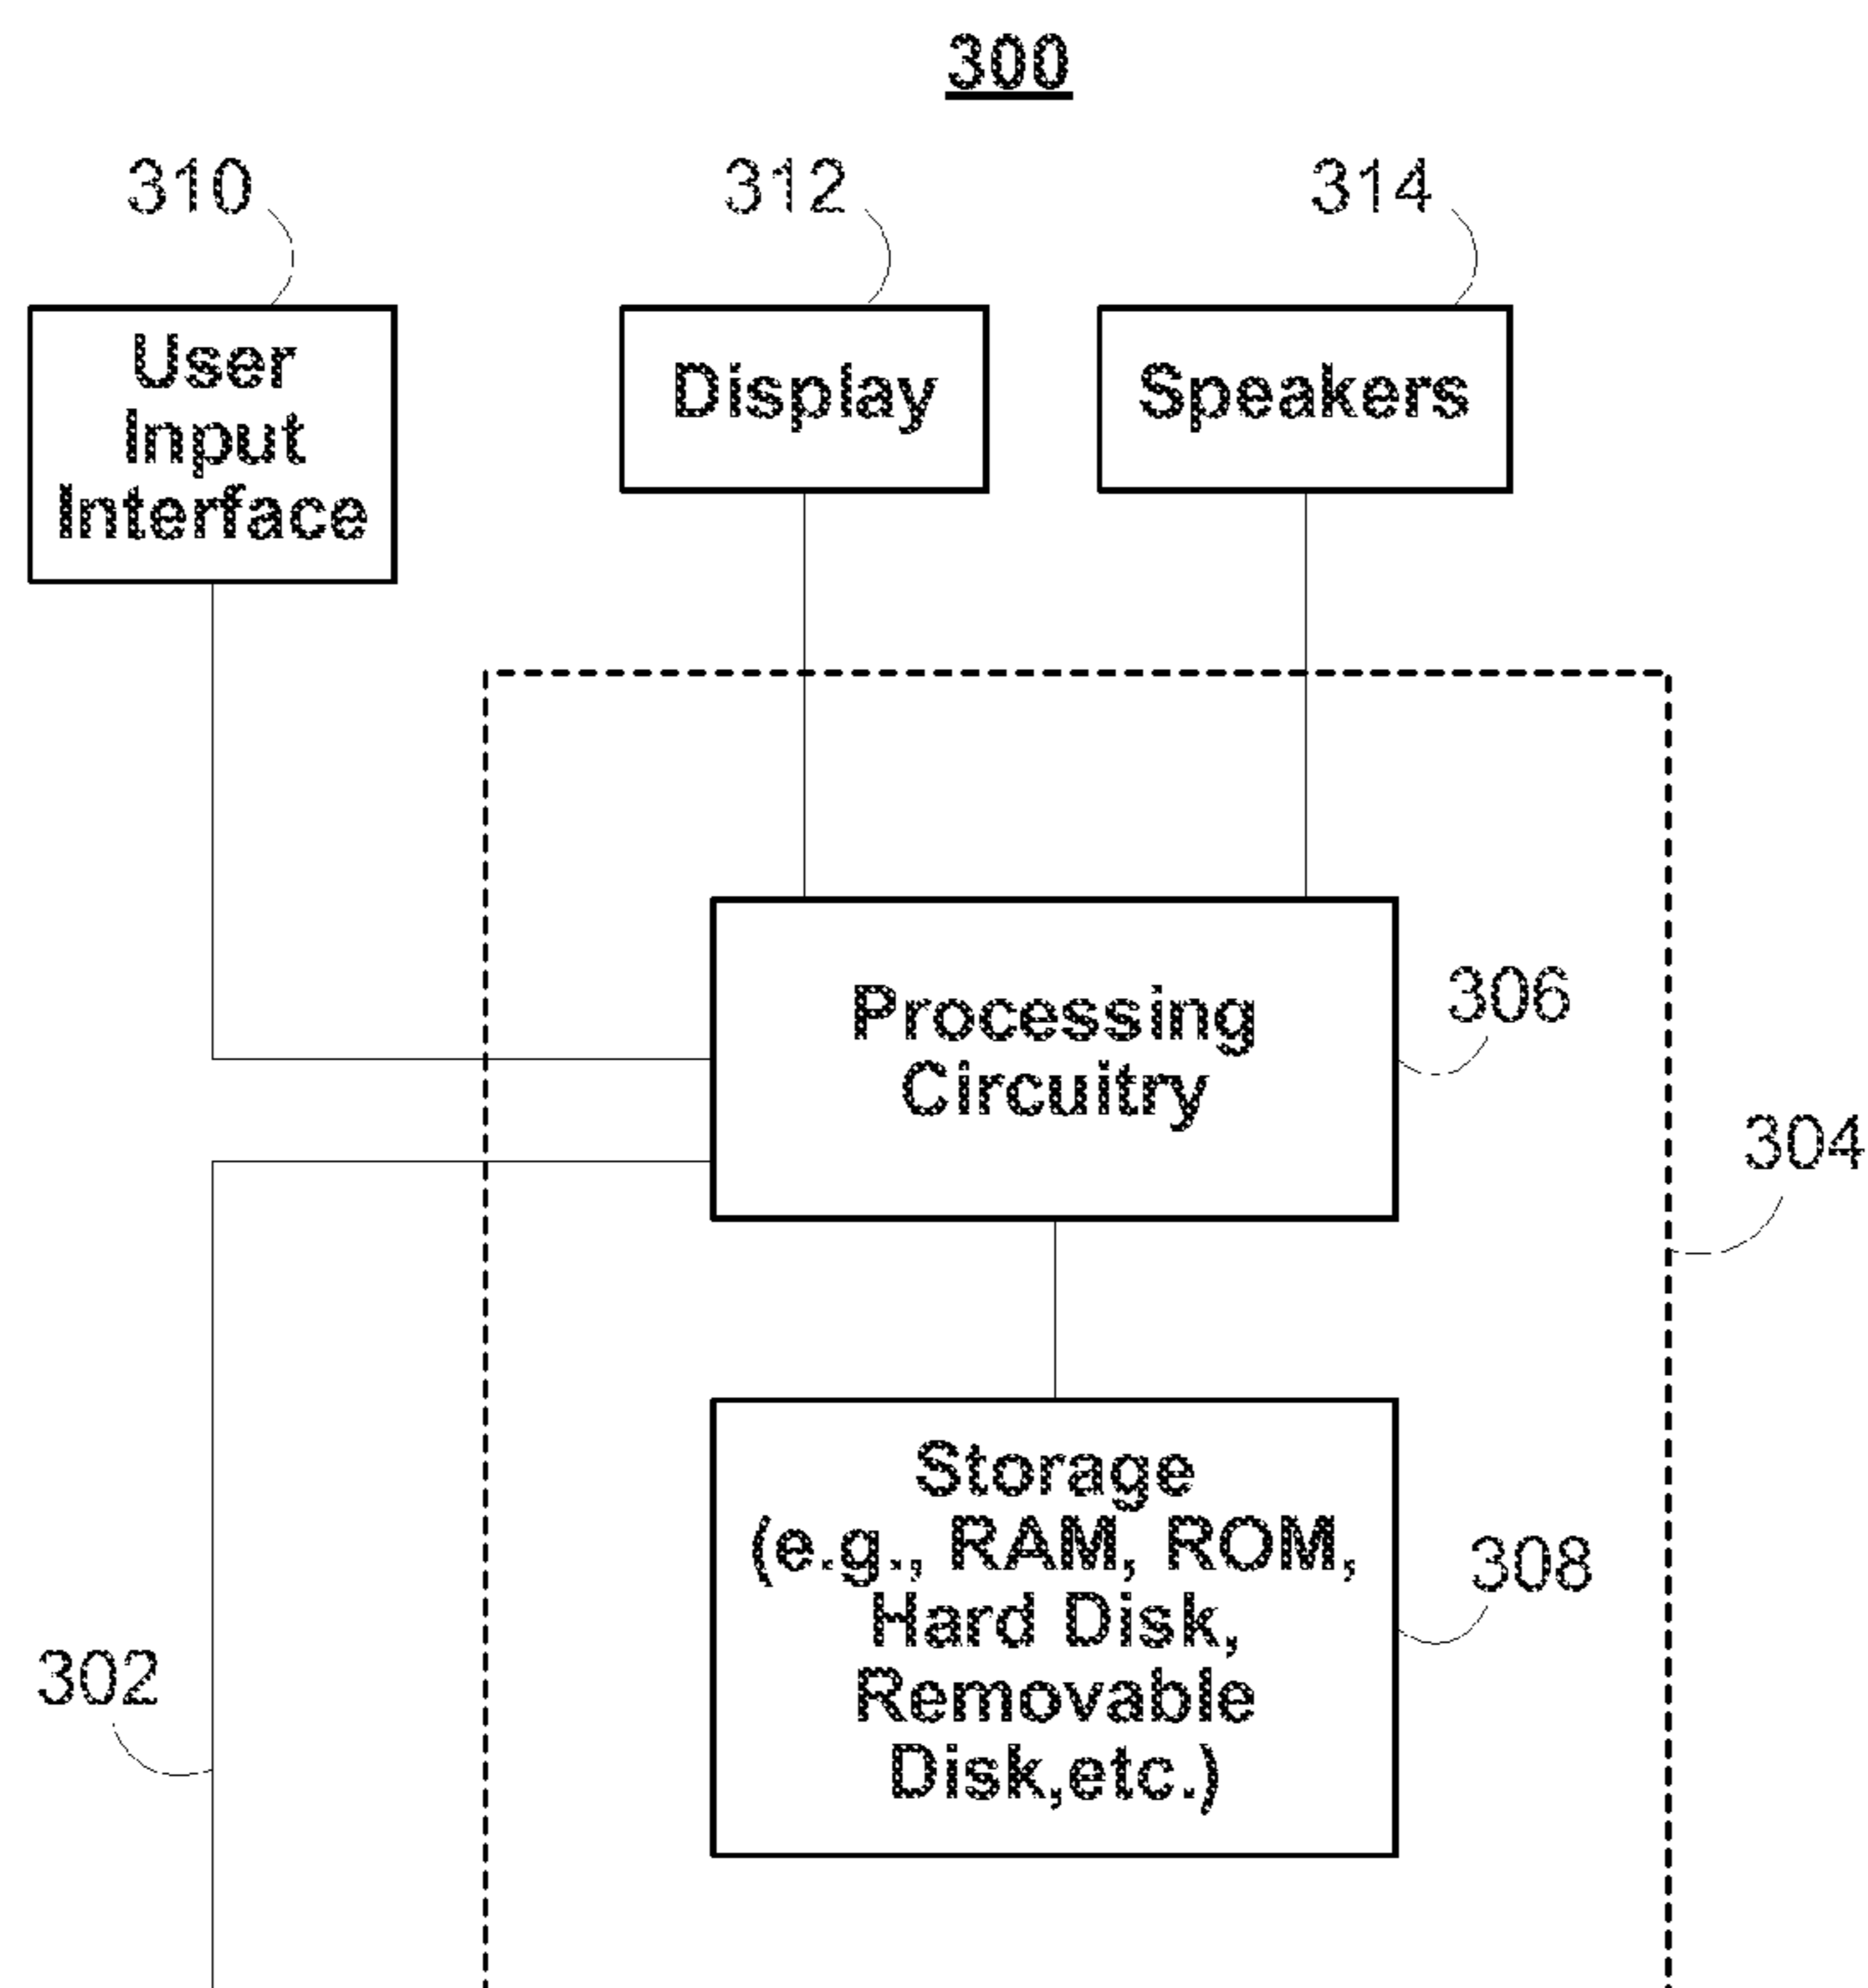 300
310
312
314
User
Input
Interface
Display
Speakers
Processing
Circuitry
306
304
Storage
(e.g., RAM, ROM,
Hard Disk,
Removable
Disk,etc.)
308
302